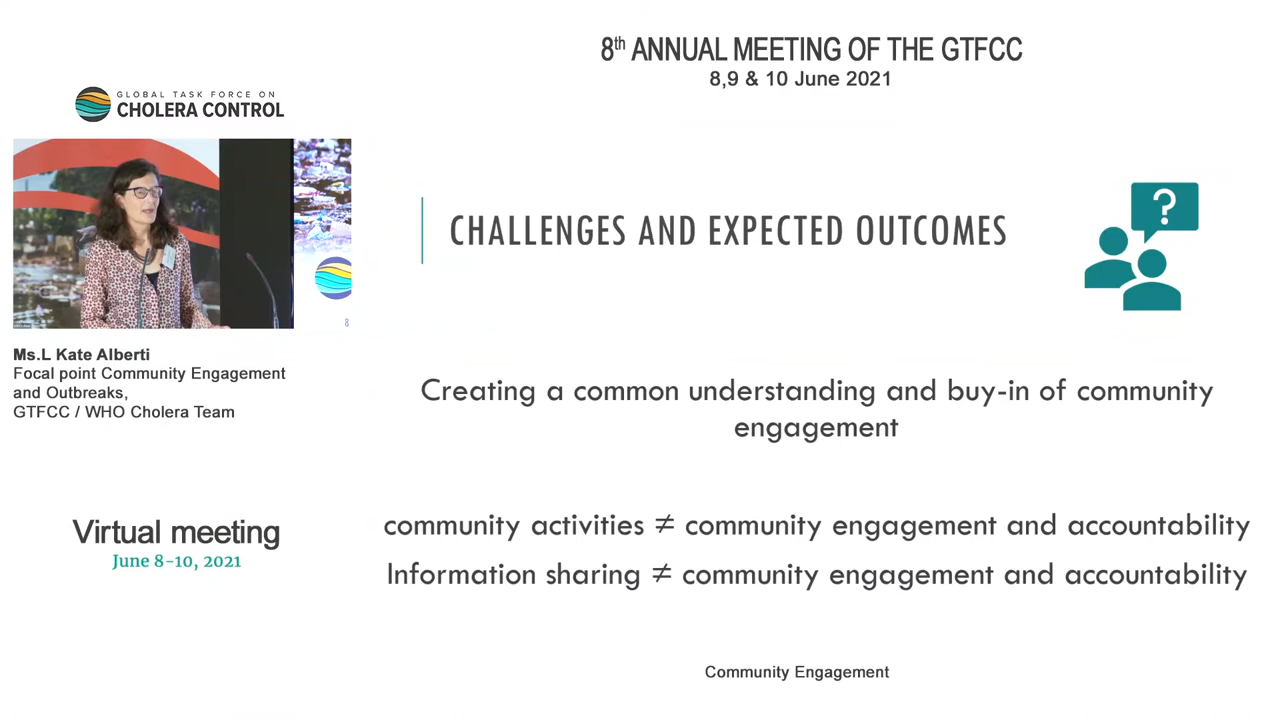 8th ANNUAL MEETING OF THE GTFCC
8,9 & 10 June 2021
GLOBAL TASK FORCE ON
CHOLERA CONTROL
CHALLENGES AND EXPECTED OUTCOMES
?
8
Ms.L Kate Alberti
Focal point Community Engagement
and Outbreaks,
GTFCC / WHO Cholera Team
Creating a common understanding and buy-in of community
engagement
Virtual meeting
June 8-10, 2021
community activities ≠ community engagement and accountability
Information sharing ≠ community engagement and accountability
Community Engagement